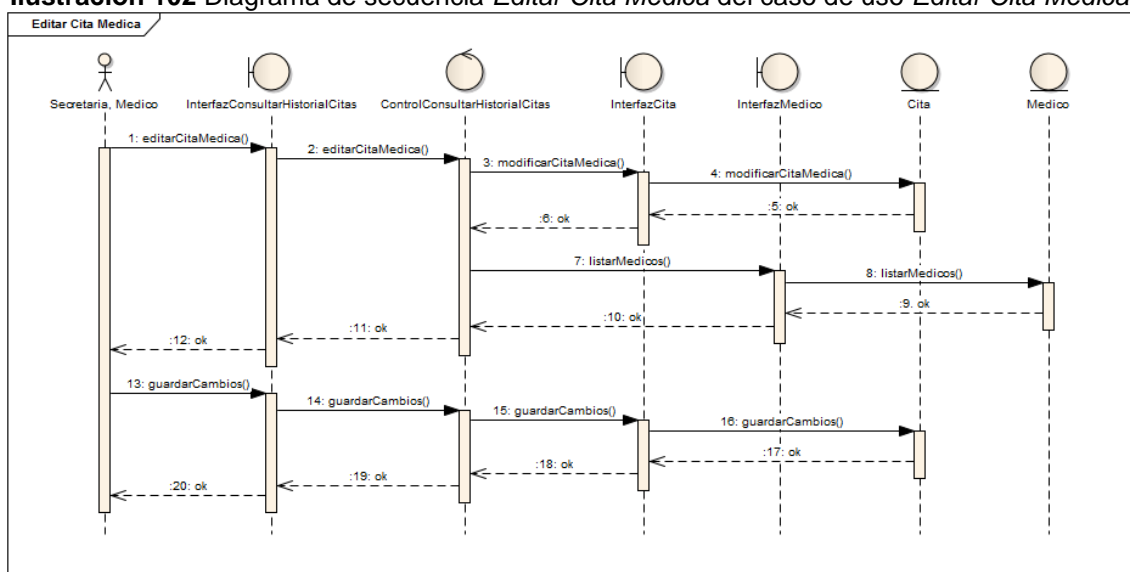 Ilustración 102 Diagrama de secuencia Editar Cita Medica del caso de uso Editar Cita Medica
Editar Cita Medica
Secretaria, Medico
InterfazConsultarHistorialCitas
ControlConsultarHistorialCitas
InterfazCita
InterfazMedico
Cita
Medico
1: editarCitaMedica()
2: editarCitaMedica()
3: modificarCitaMedica()
4: modificarCitaMedica()
:5: ok
:6: ok
7: listarMedicos()
8: listarMedicos()
:9. ok
:10: ok
:11: ok
:12: ok
13: guardarCambios()
14: guardarCambios()
15: guardarCambios()
16: guardarCambios()
:17: ok
:18: ok
:19: ok
:20: ok